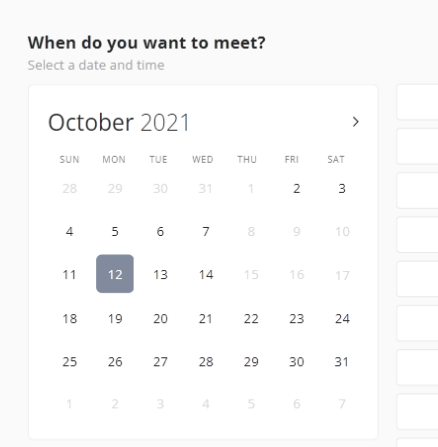 When do you want to meet?
Select a date and time
October 2021 >
SUN MON TUE WED THU FRI SAT
28 29 30 31 1 2 3
4 5 6 7 8 9 10
11 12 13 14 15 16 17
18 19 20 21 22 23 24
25 26 27 28 29 30 31
1 2 3 4 5 6 7